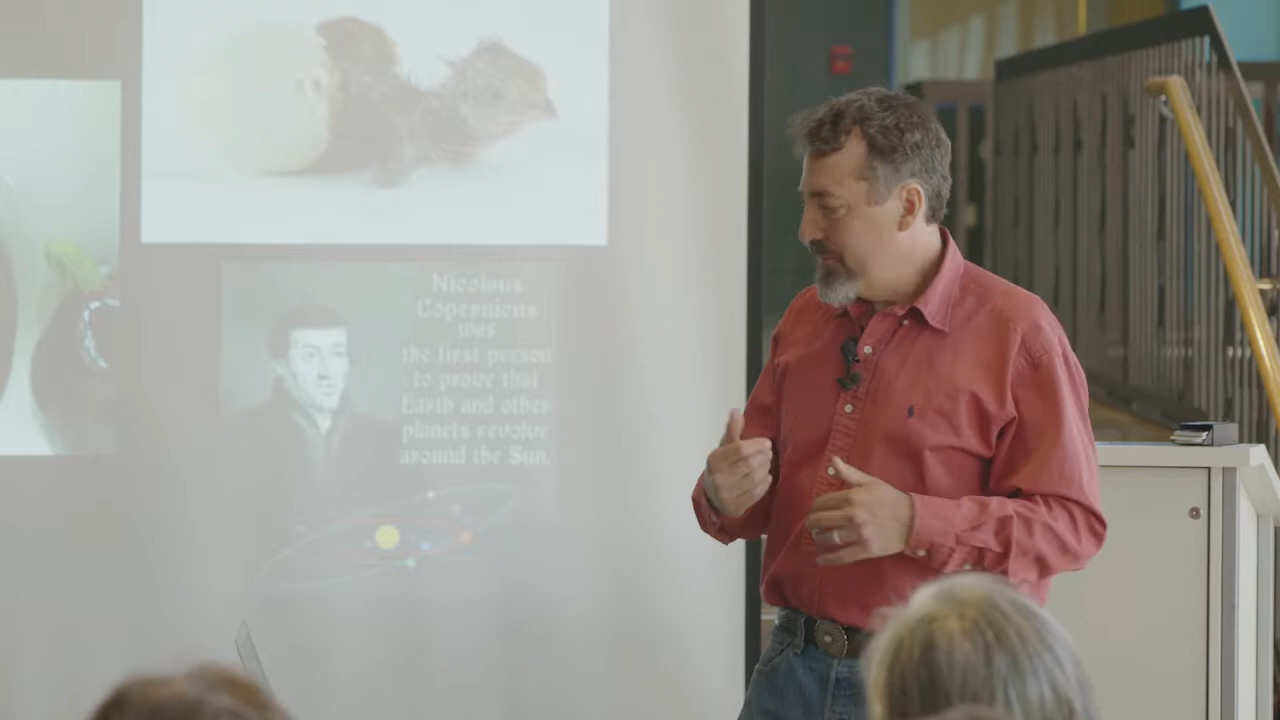 Nicolaus
Copernicus
was
the first person
to prove that
Earth and other
planets revolve
around the Sun.